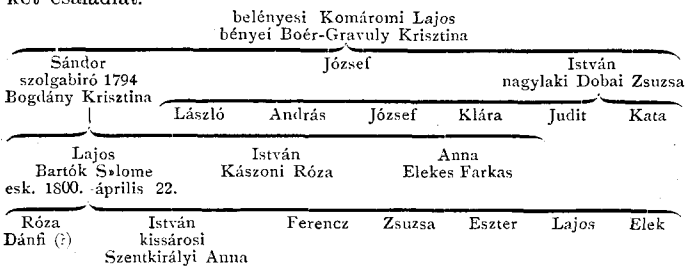 két családját.
belényesi Komáromi Lajos
bényei Boér-Gravuly Krisztina
Sándor József István
szolgabiró 1794 nagylaki Dobai Zsuzsa
Bogdány Krisztina
László András József Klára Judit Kata
Lajos István Anna
Bartók Salome Kászoni Róza Elekes Farkas
esk. 1800. április 22.
Róza István Ferencz Zsuzsa Eszter Lajos Elek
Dánfi (?) kissárosi
Szentkirályi Anna